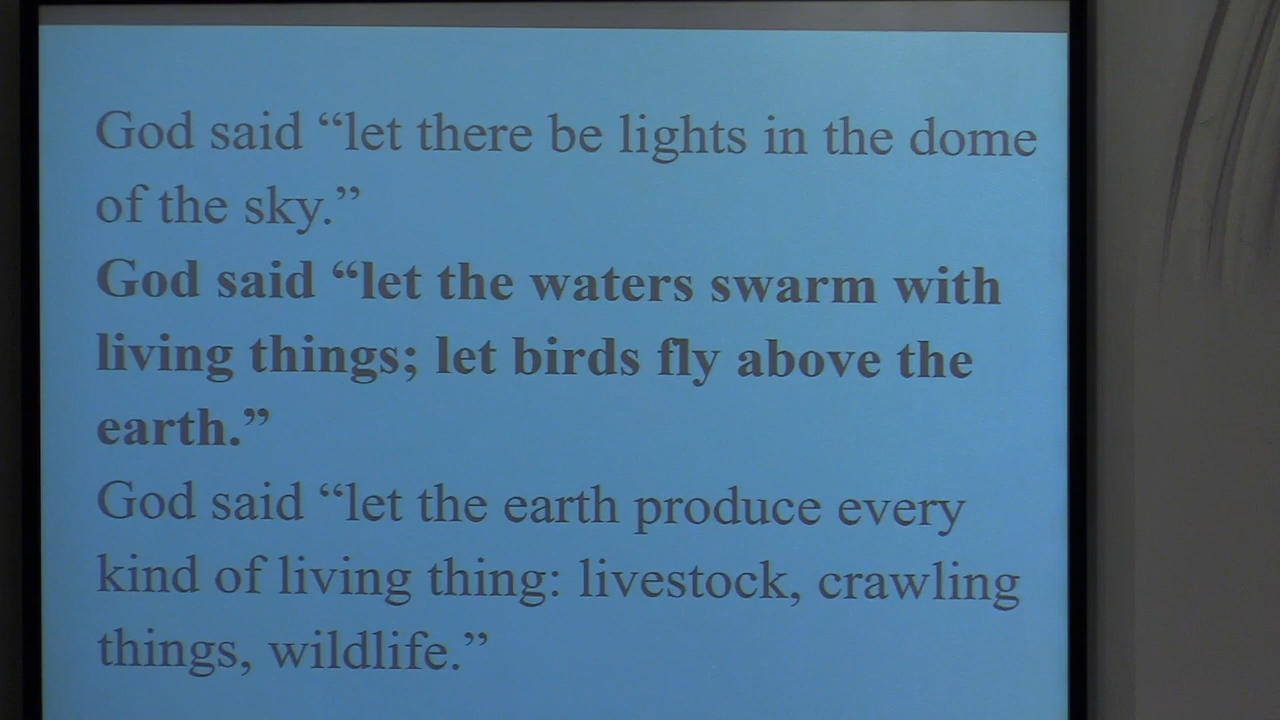 God said “let there be lights in the dome
of the sky.”
God said “let the waters swarm with
living things; let birds fly above the
earth.”
God said “let the earth produce every
kind of living thing: livestock, crawling
things, wildlife.”